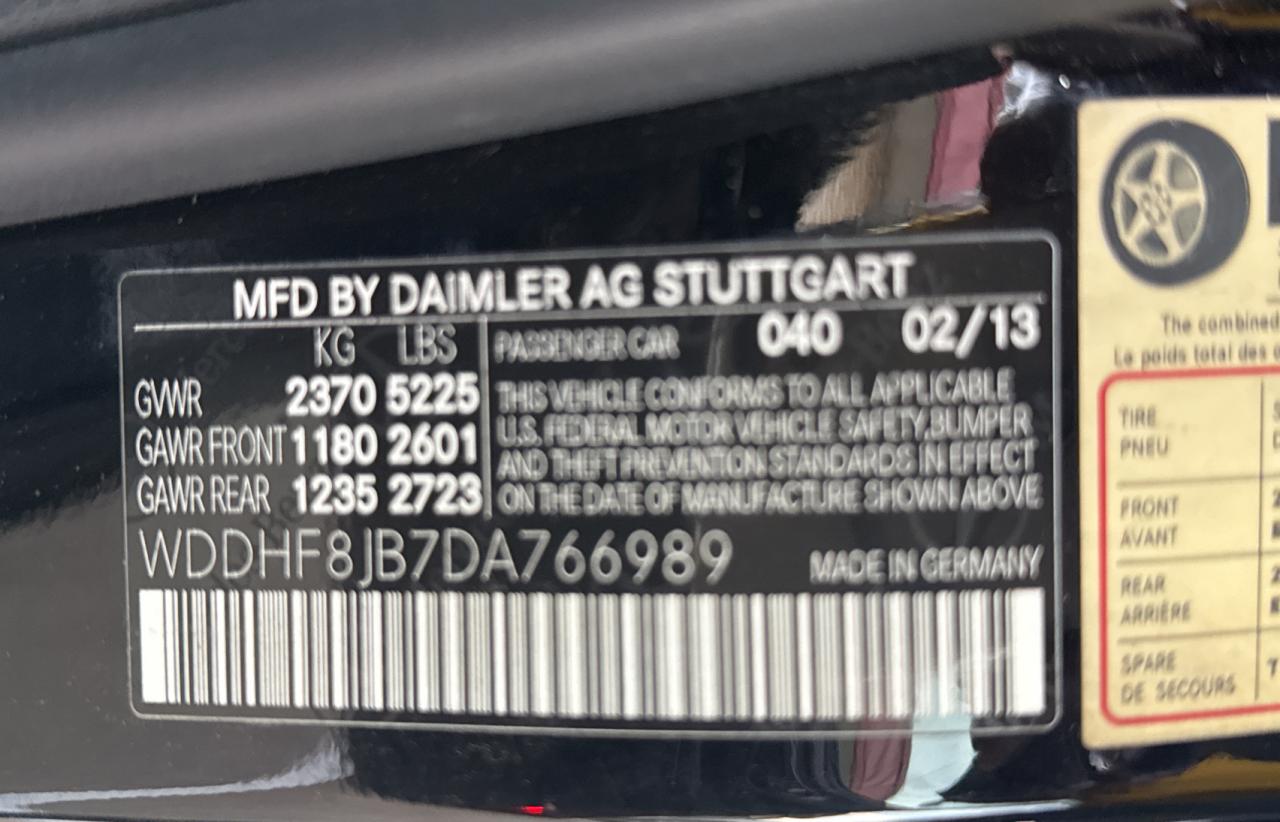 MFD BY DAIMLER AG STUTTGART
KG LBS
PASSENGER CAR 040 02/13
GVWR 2370 5225
GAWR FRONT 1180 2601
GAWR REAR 1235 2723
THIS VEHICLE CONFORMS TO ALL APPLICABLE
U.S. FEDERAL MOTOR VEHICLE SAFETY, BUMPER
AND THEFT PREVENTION STANDARDS IN EFFECT
ON THE DATE OF MANUFACTURE SHOWN ABOVE
WDDHF8JB7DA766989 MADE IN GERMANY
The combined
Le poids total des
TIRE
PNEU
FRONT
AVANT
REAR
ARRIÈRE
SPARE
DE SECOURS